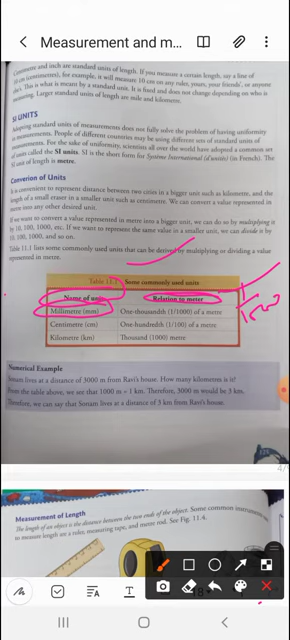 Measurement and m...
Centimetre and inch are standard units of length. If you measure a certain length, say a line of
10 cm (centimetres), for example, it will measure 10 cm on any ruler, yours, your friends', or anyone
else's. This is what is meant by a standard unit. It is fixed and does not change depending on who is
measuring. Larger standard units of length are mile and kilometre.
SI UNITS
Adopting standard units of measurements does not fully solve the problem of having uniformity
in measurements. People of different countries may be using different sets of standard units of
measurements. For the sake of uniformity, scientists all over the world have adopted a common set
of units called the SI units. SI is the short form for Système International (d'unités) (in French). The
SI unit of length is metre.
Converion of Units
It is convenient to represent distance between two cities in a bigger unit such as kilometre, and the
length of a small eraser in a smaller unit such as centimetre. We can convert a value represented in
metre into any other desired unit.
If we want to convert a value represented in metre into a bigger unit, we can do so by multiplying it
by 10, 100, 1000, etc. If we want to represent the same value in a smaller unit, we can divide it by
10, 100, 1000, and so on.
Table 11.1 lists some commonly used units that can be derived by multiplying or dividing a value
represented in metre.
Table 11.1 Some commonly used units
Name of unit Relation to metre
Millimetre (mm) One-thousandth (1/1000) of a metre
Centimetre (cm) One-hundredth (1/100) of a metre
Kilometre (km) Thousand (1000) metre
1/1000
Numerical Example
Sonam lives at a distance of 3000 m from Ravi's house. How many kilometres is it?
From the table above, we see that 1000 m = 1 km. Therefore, 3000 m would be 3 km.
Therefore, we can say that Sonam lives at a distance of 3 km from Ravi's house.
Measurement of Length
The length of an object is the distance between the two ends of the object. Some common instruments
to measure length are a ruler, measuring tape, and metre rod. See Fig. 11.4.